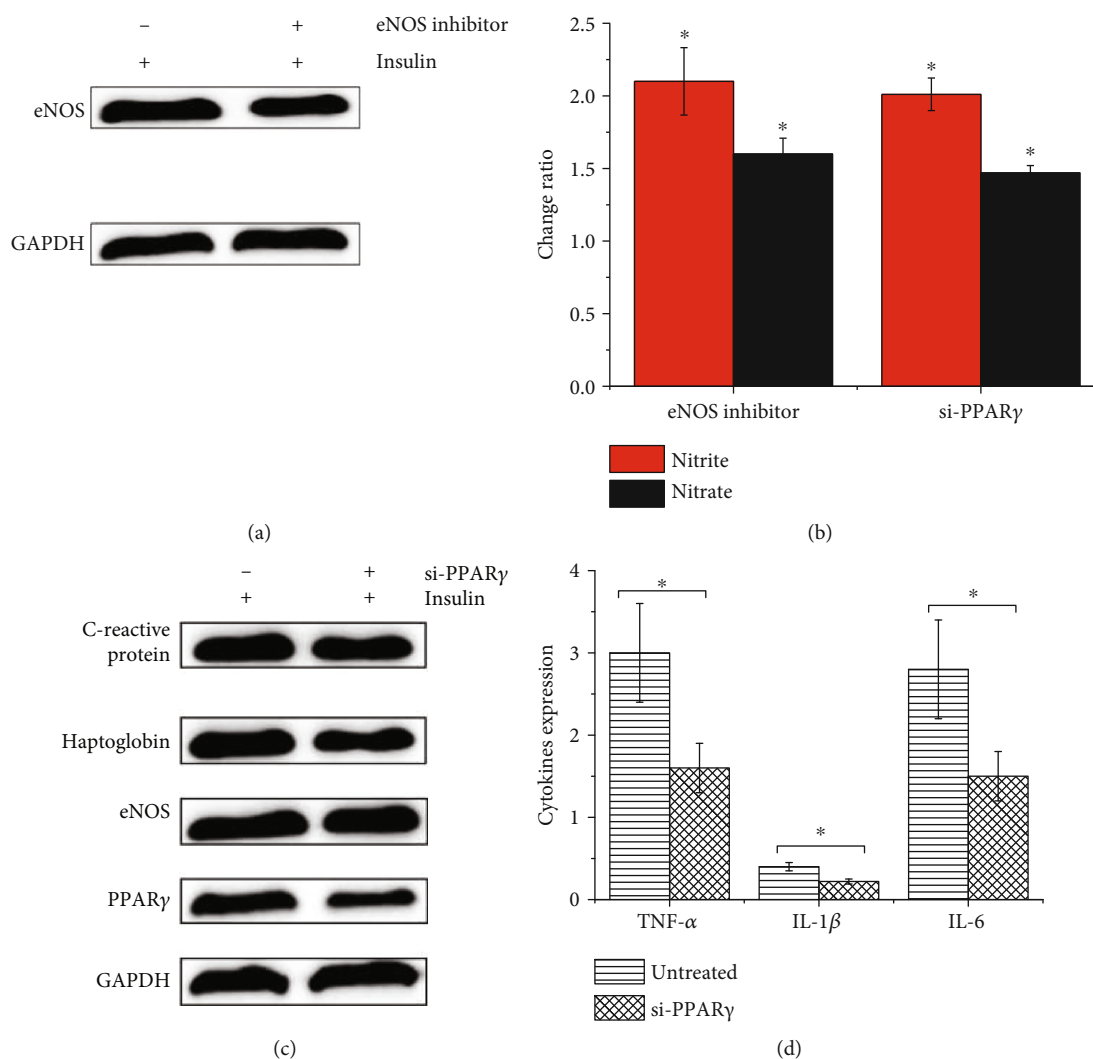 − + eNOS inhibitor
+ + Insulin
eNOS
GAPDH
(a)
2.5
2.0
1.5
1.0
0.5
0.0
Change ratio
* * * *
eNOS inhibitor si-PPARγ
Nitrite
Nitrate
(b)
− + si-PPARγ
+ + Insulin
C-reactive
protein
Haptoglobin
eNOS
PPARγ
GAPDH
(c)
4
3
2
1
0
Cytokines expression
* * *
TNF-α IL-1β IL-6
Untreated
si-PPARγ
(d)